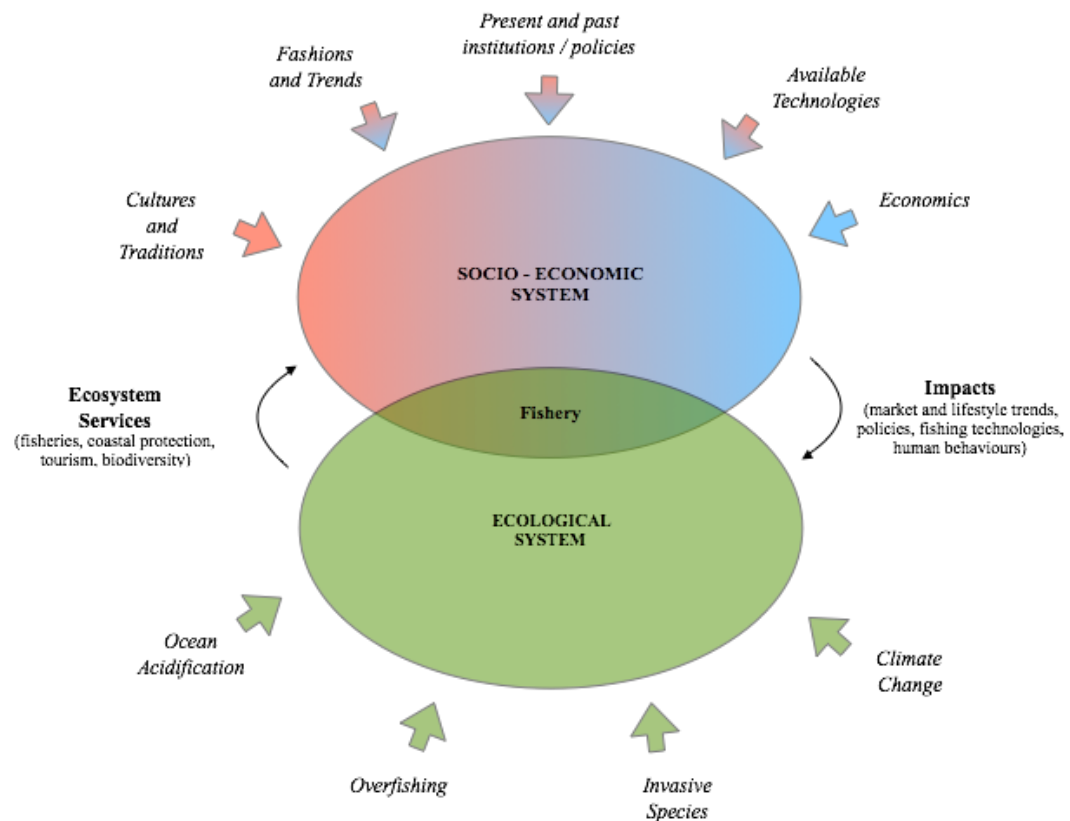 Present and past
institutions / policies
Fashions
and Trends
Available
Technologies
Cultures
and
Traditions
Economics
SOCIO - ECONOMIC
SYSTEM
Ecosystem
Services
(fisheries, coastal protection,
tourism, biodiversity)
Fishery
Impacts
(market and lifestyle trends,
policies, fishing technologies,
human behaviours)
ECOLOGICAL
SYSTEM
Ocean
Acidification
Climate
Change
Overfishing
Invasive
Species